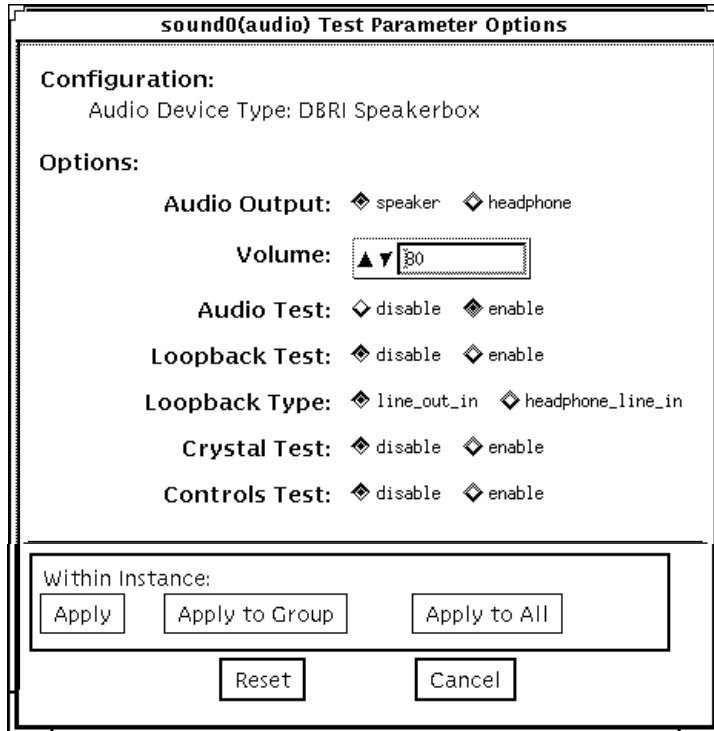 sound0(audio) Test Parameter Options
Configuration:
Audio Device Type: DBRI Speakerbox
Options:
Audio Output: speaker headphone
Volume: 80
Audio Test: disable enable
Loopback Test: disable enable
Loopback Type: line_out_in headphone_line_in
Crystal Test: disable enable
Controls Test: disable enable
Within Instance:
Apply Apply to Group Apply to All
Reset Cancel